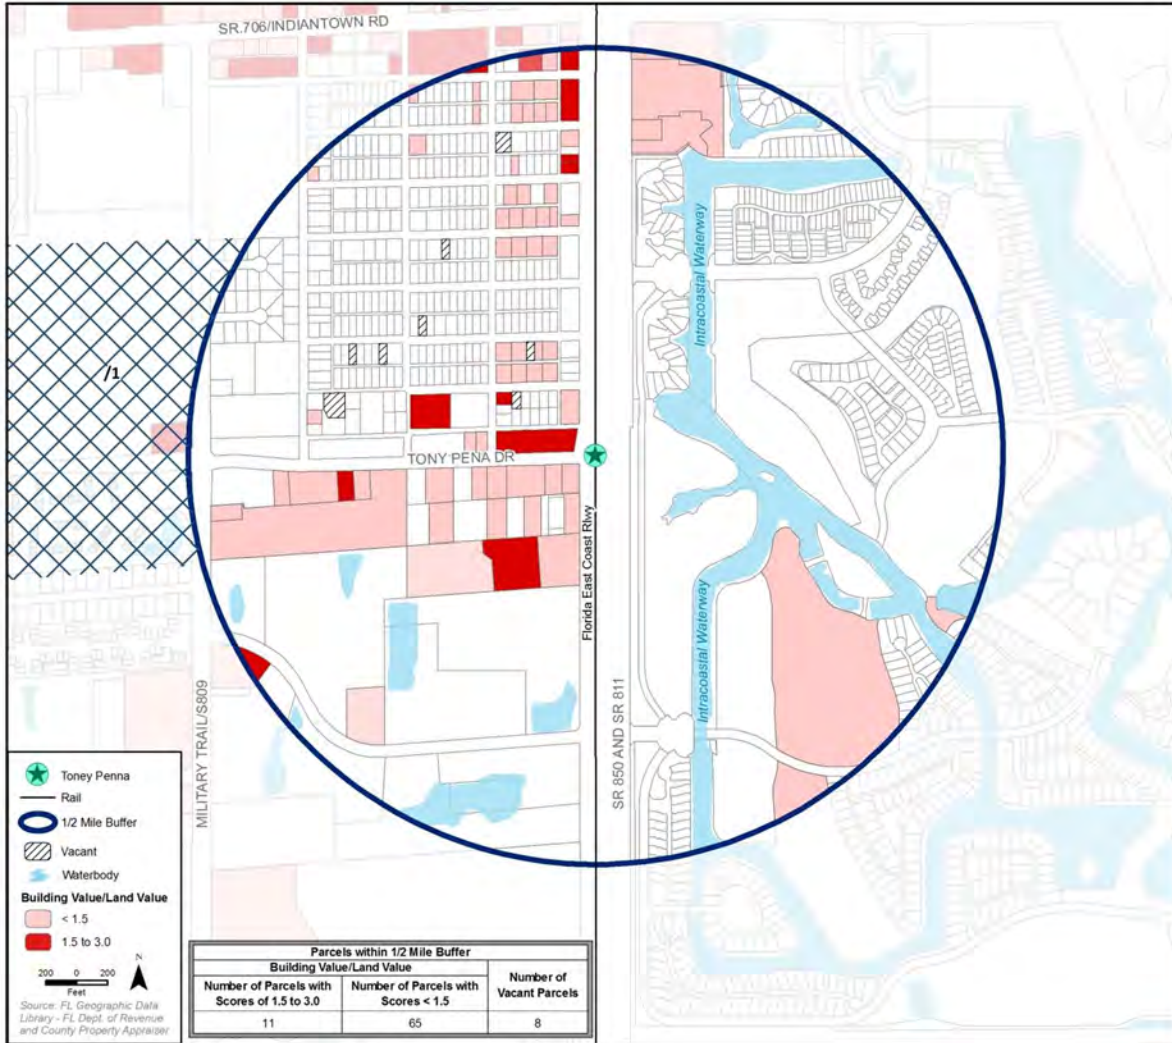 SR.706/INDIANTOWN RD
Intracoastal Waterway
/1
TONY PENA DR
Florida East Coast Rlwy
Intracoastal Waterway
MILITARY TRAIL/S809
SR 850 AND SR 811
Toney Penna
Rail
1/2 Mile Buffer
Vacant
Waterbody
Building Value/Land Value
< 1.5
1.5 to 3.0
N
200 0 200
Feet
Source: FL Geographic Data
Library - FL Dept. of Revenue
and County Property Appraiser
Parcels within 1/2 Mile Buffer
Building Value/Land Value
Number of Parcels with
Scores of 1.5 to 3.0
Number of Parcels with
Scores < 1.5
Number of
Vacant Parcels
11 65 8